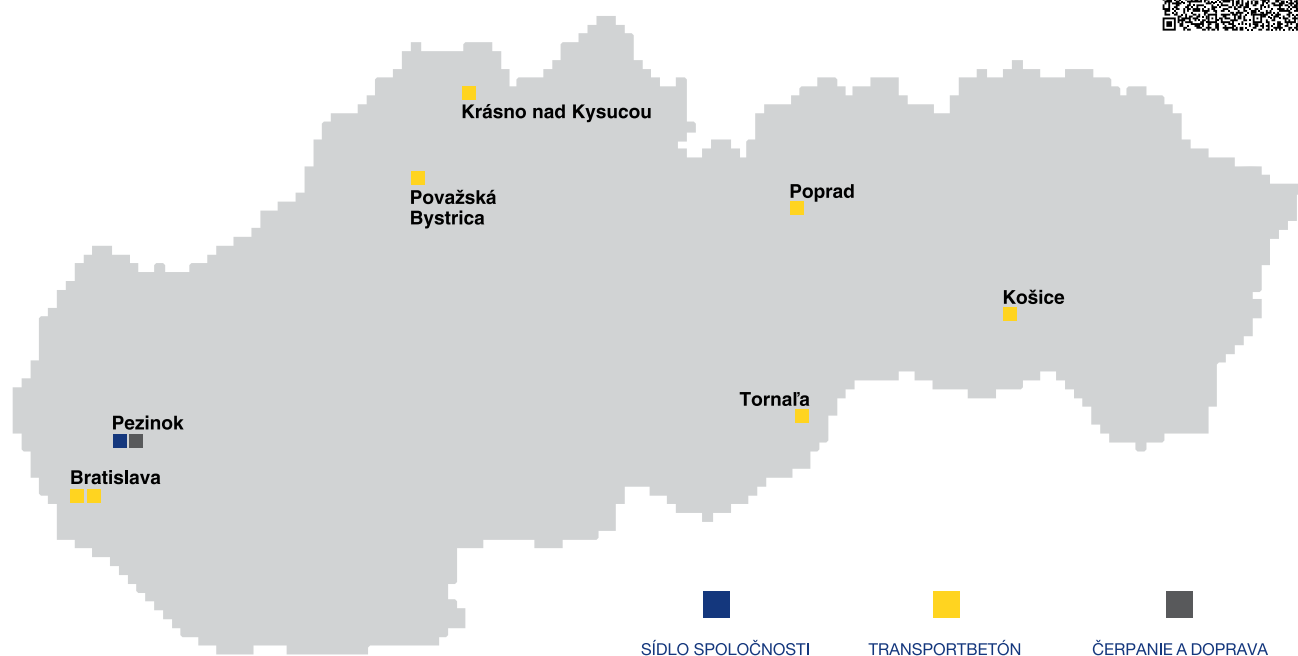 Krásno nad Kysucou
Považská
Bystrica
Poprad
Košice
Tornaľa
Pezinok
Bratislava
SÍDLO SPOLOČNOSTI
TRANSPORTBETÓN
ČERPANIE A DOPRAVA